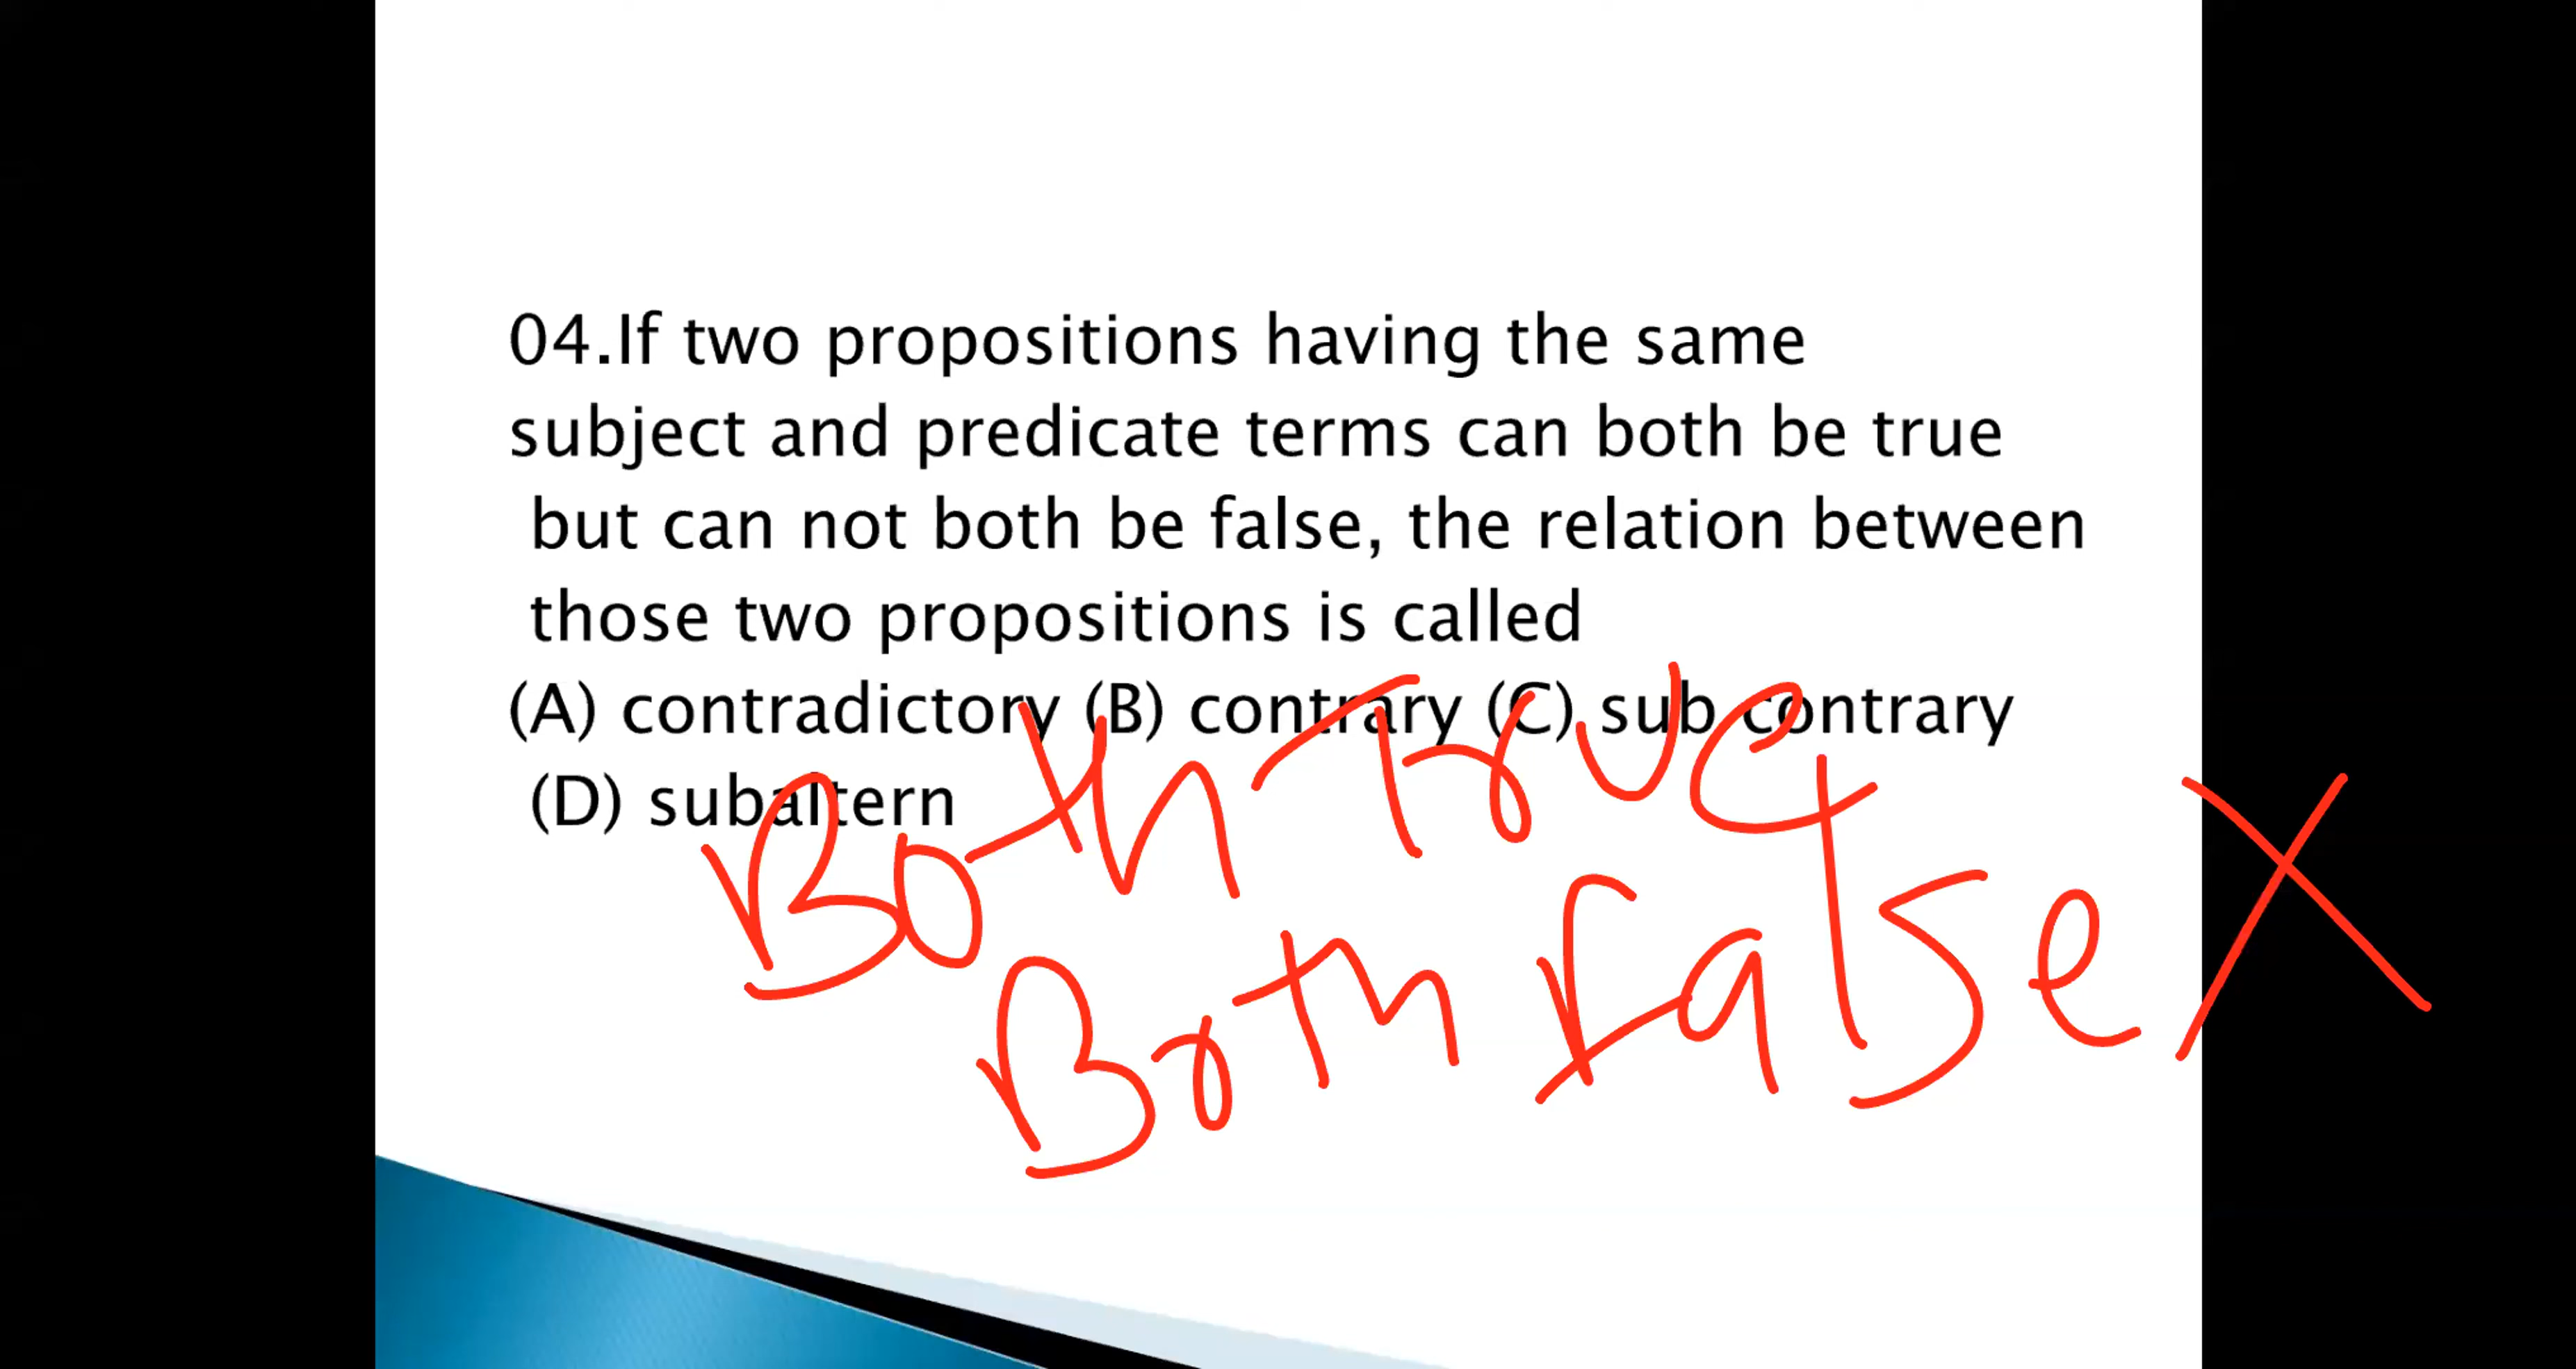 04.If two propositions having the same
subject and predicate terms can both be true
but can not both be false, the relation between
those two propositions is called
(A) contradictory (B) contrary (C) sub contrary
(D) subaltern
Both True
Both False X